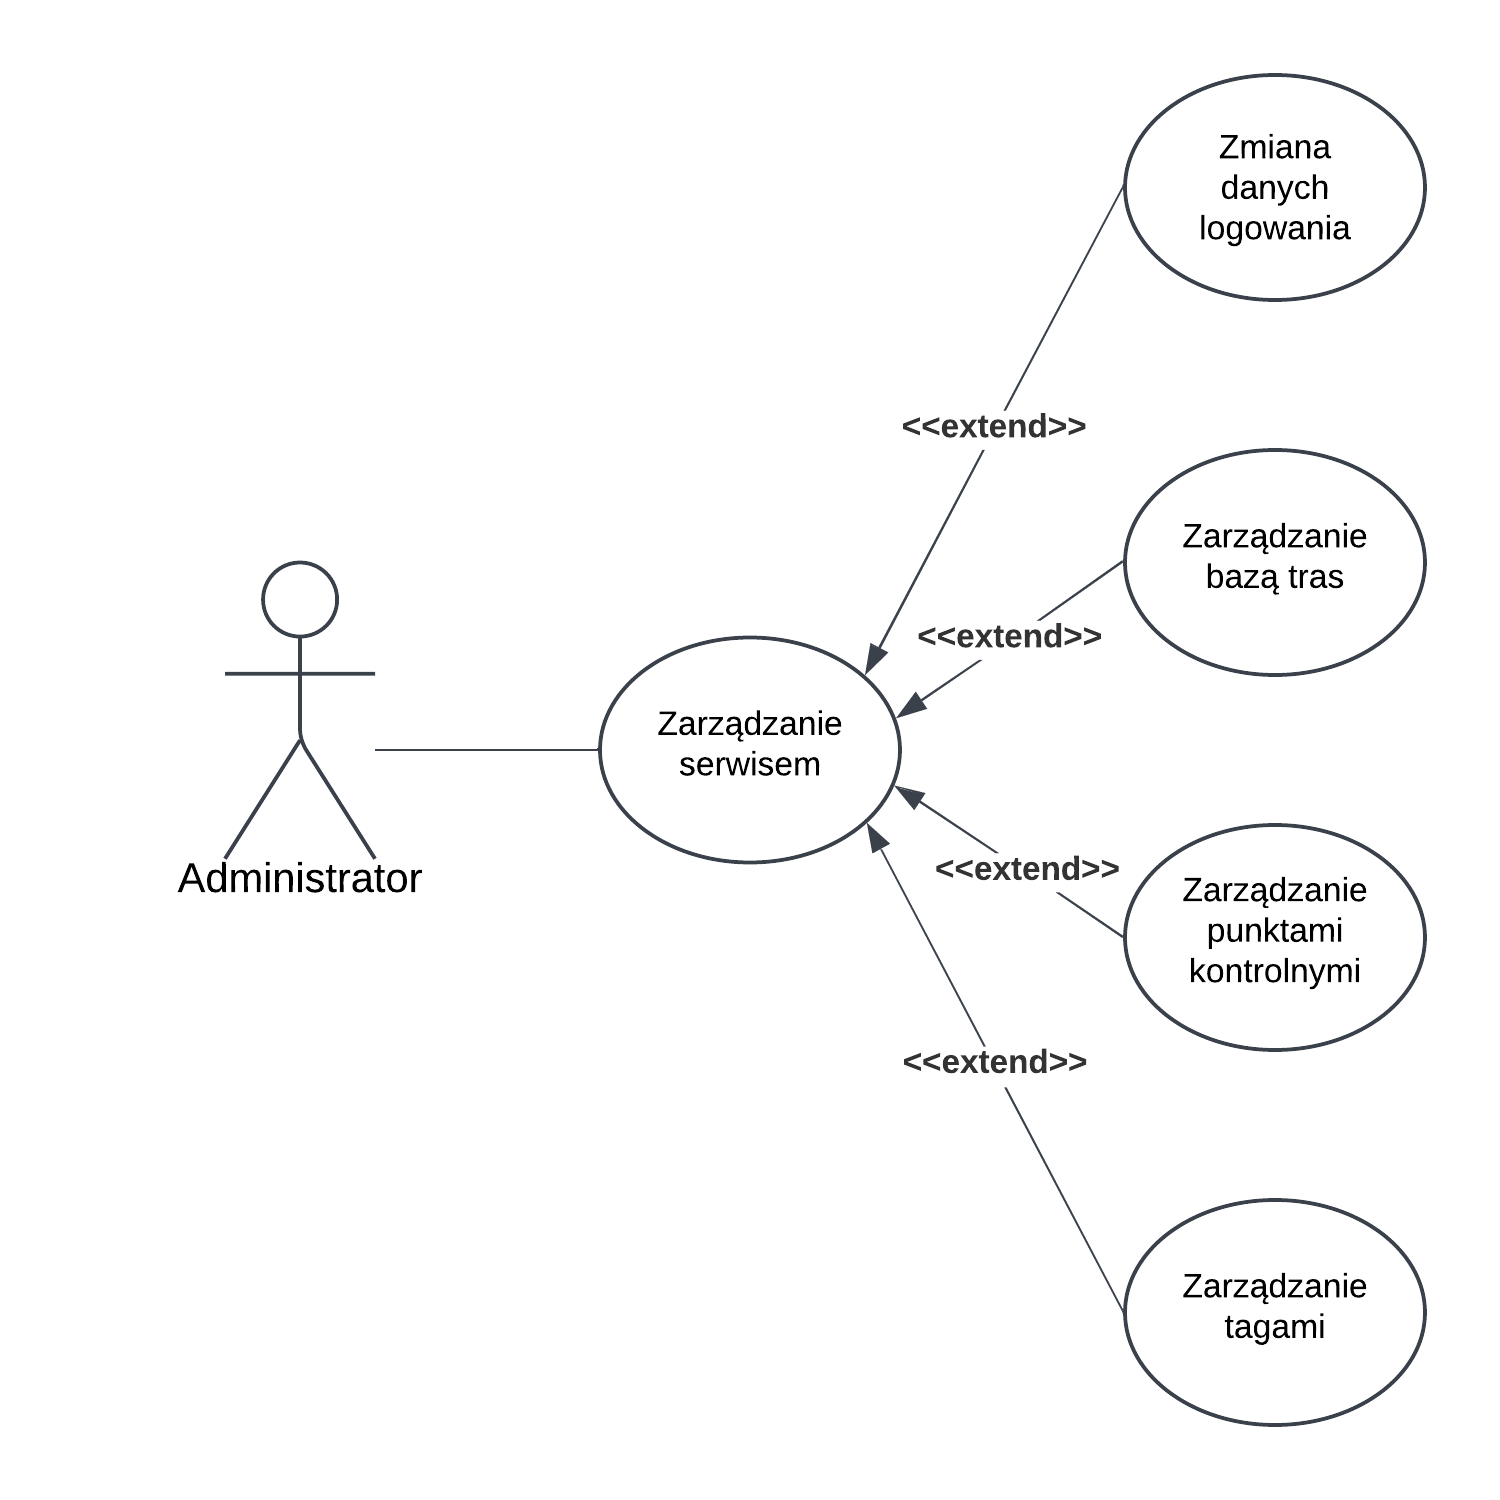 Zmiana
danych
logowania
<<extend>>
Zarządzanie
bazą tras
<<extend>>
Zarządzanie
serwisem
Administrator
<<extend>>
Zarządzanie
punktami
kontrolnymi
<<extend>>
Zarządzanie
tagami